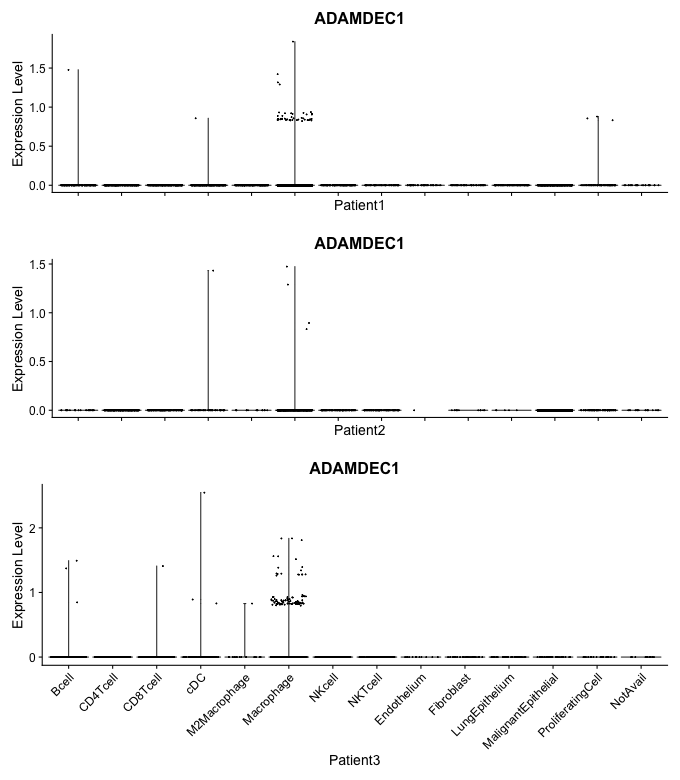 ADAMDEC1
Expression Level
1.5
1.0
0.5
0.0
Patient1
ADAMDEC1
Expression Level
1.5
1.0
0.5
0.0
Patient2
ADAMDEC1
Expression Level
2
1
0
Bcell
CD4Tcell
CD8Tcell
cDC
M2Macrophage
Macrophage
NKcell
NKTcell
Endothelium
Fibroblast
LungEpithelium
MalignantEpithelial
ProliferatingCell
NotAvail
Patient3